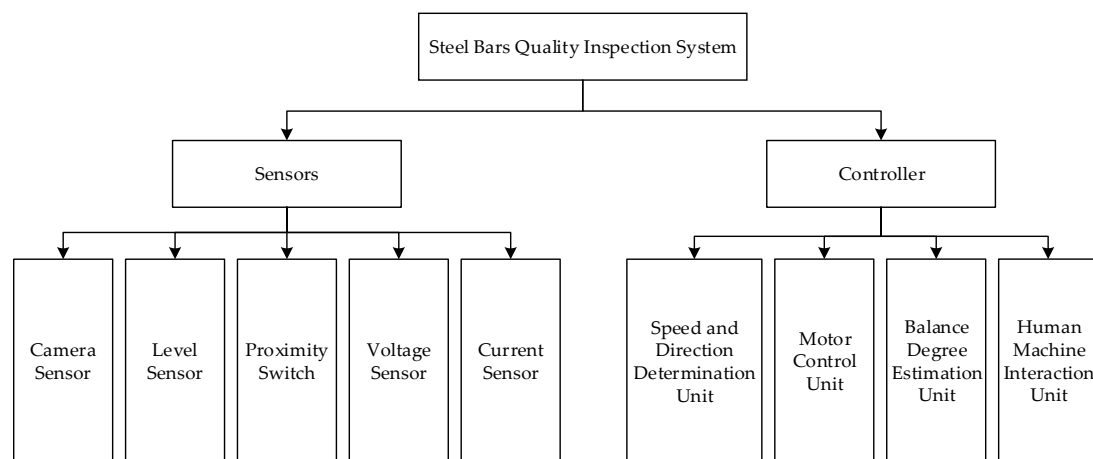 Steel Bars Quality Inspection System
Sensors
Controller
Camera
Sensor
Level
Sensor
Proximity
Switch
Voltage
Sensor
Current
Sensor
Speed and
Direction
Determination
Unit
Motor
Control
Unit
Balance
Degree
Estimation
Unit
Human
Machine
Interaction
Unit